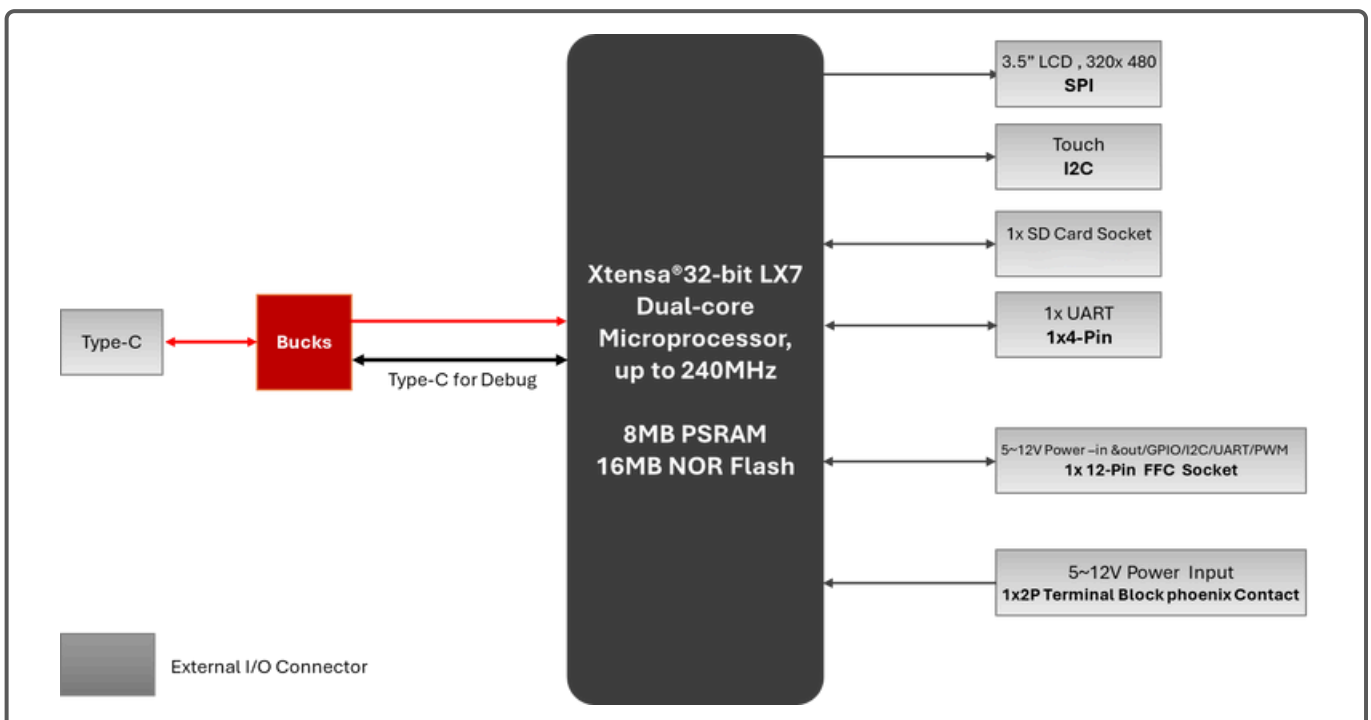 3.5” LCD , 320x 480
SPI
Touch
I2C
1x SD Card Socket
1x UART
1x4-Pin
Xtensa®32-bit LX7
Dual-core
Microprocessor,
up to 240MHz
8MB PSRAM
16MB NOR Flash
Type-C
Bucks
Type-C for Debug
5~12V Power –in &out/GPIO/I2C/UART/PWM
1x 12-Pin FFC Socket
5~12V Power Input
1x2P Terminal Block phoenix Contact
External I/O Connector